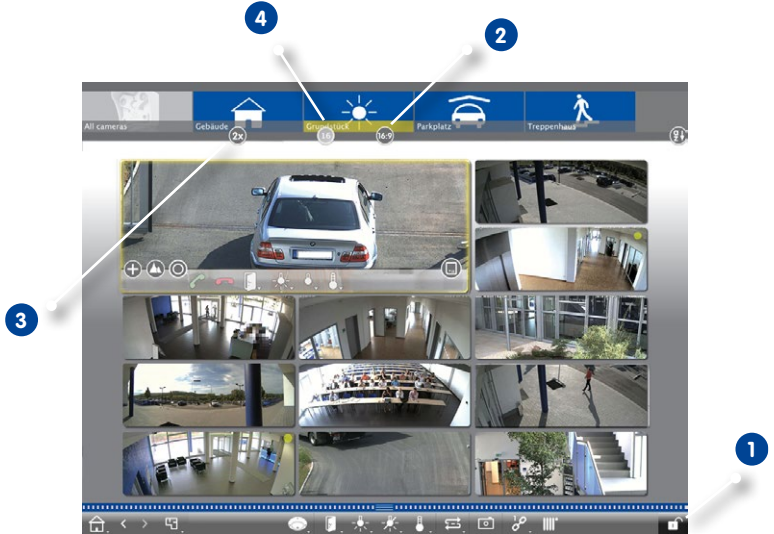 4
2
All cameras
Gebäude
Grundstück
Parkplatz
Treppenhaus
2x
16
16:9
3
1